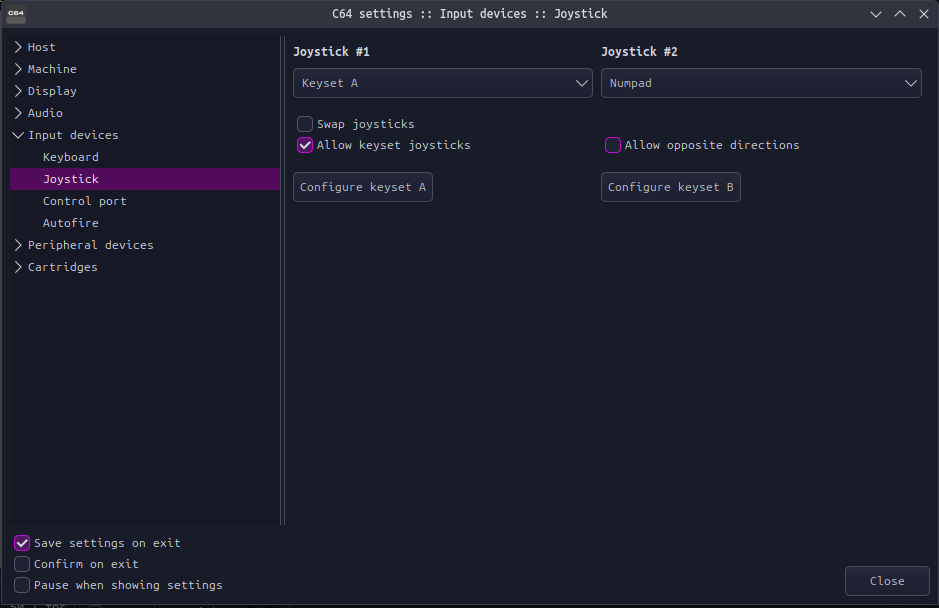 C64
C64 settings :: Input devices :: Joystick
Host
Machine
Display
Audio
Input devices
Keyboard
Joystick
Control port
Autofire
Peripheral devices
Cartridges
Joystick #1
Joystick #2
Keyset A
Numpad
Swap joysticks
Allow keyset joysticks
Allow opposite directions
Configure keyset A
Configure keyset B
Save settings on exit
Confirm on exit
Pause when showing settings
Close